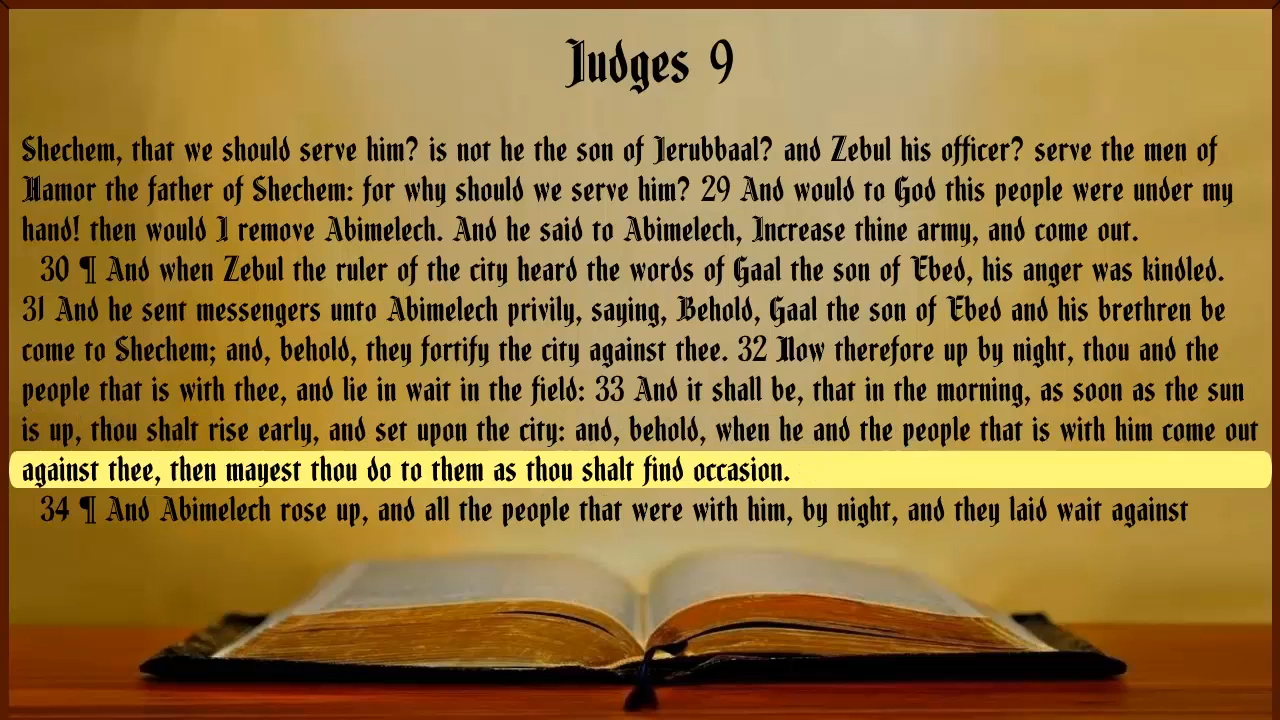 Judges 9
Shechem, that we should serve him? is not he the son of Jerubbaal? and Zebul his officer? serve the men of
Hamor the father of Shechem: for why should we serve him? 29 And would to God this people were under my
hand! then would I remove Abimelech. And he said to Abimelech, Increase thine army, and come out.
30 ¶ And when Zebul the ruler of the city heard the words of Gaal the son of Ebed, his anger was kindled.
31 And he sent messengers unto Abimelech privily, saying, Behold, Gaal the son of Ebed and his brethren be
come to Shechem; and, behold, they fortify the city against thee. 32 Now therefore up by night, thou and the
people that is with thee, and lie in wait in the field: 33 And it shall be, that in the morning, as soon as the sun
is up, thou shalt rise early, and set upon the city: and, behold, when he and the people that is with him come out
against thee, then mayest thou do to them as thou shalt find occasion.
34 ¶ And Abimelech rose up, and all the people that were with him, by night, and they laid wait against